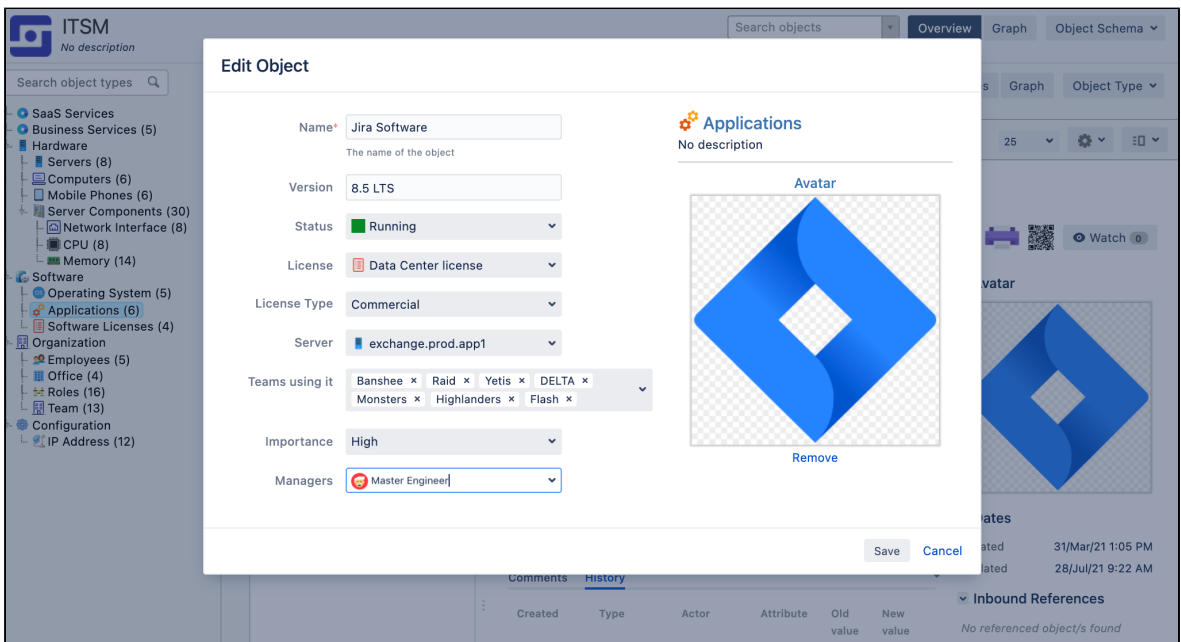 ITSM
No description
Search objects
Overview
Graph
Object Schema
Search object types
SaaS Services
Business Services (5)
Hardware
Servers (8)
Computers (6)
Mobile Phones (6)
Server Components (30)
Network Interface (8)
CPU (8)
Memory (14)
Software
Operating System (5)
Applications (6)
Software Licenses (4)
Organization
Employees (5)
Office (4)
Roles (16)
Team (13)
Configuration
IP Address (12)
Edit Object
Name*
Jira Software
The name of the object
Version
8.5 LTS
Status
Running
License
Data Center license
License Type
Commercial
Server
exchange.prod.app1
Teams using it
Banshee × Raid × Yetis × DELTA ×
Monsters × Highlanders × Flash ×
Importance
High
Managers
Master Engineer
Applications
No description
Avatar
Remove
Save
Cancel
s
Graph
Object Type
25
Watch 0
vatar
ates
ated 31/Mar/21 1:05 PM
lated 28/Jul/21 9:22 AM
Inbound References
No referenced object/s found
Comments History
Created Type Actor Attribute Old value New value